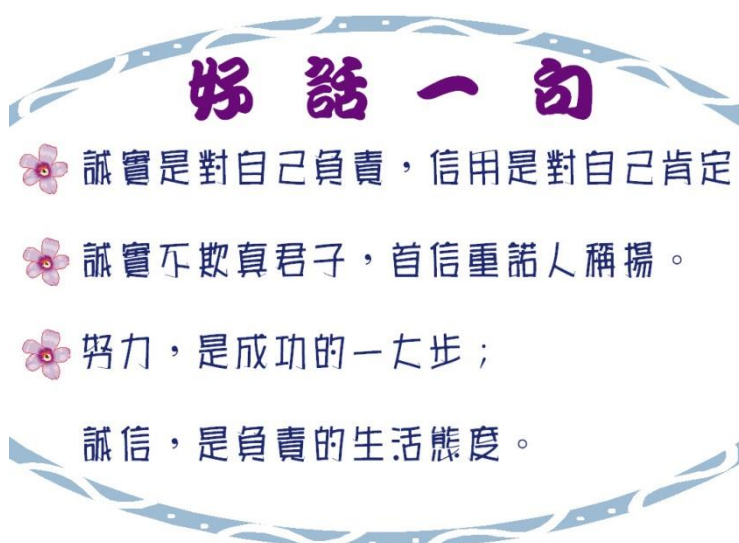 好話一句
誠實是對自己負責，信用是對自己肯定
誠實不欺真君子，首信重諾人稱揚。
努力，是成功的一大步；
誠信，是負責的生活態度。